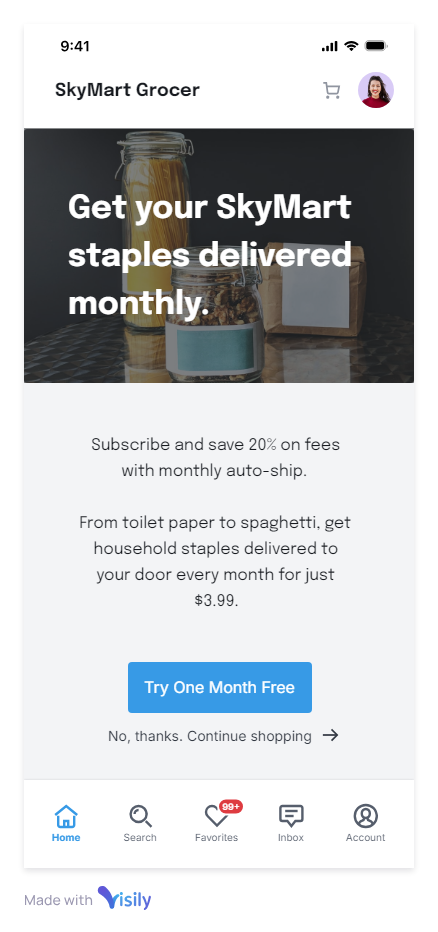 9:41
SkyMart Grocer
Get your SkyMart
staples delivered
monthly.
Subscribe and save 20% on fees
with monthly auto-ship.
From toilet paper to spaghetti, get
household staples delivered to
your door every month for just
$3.99.
Try One Month Free
No, thanks. Continue shopping →
99+
Home Search Favorites Inbox Account
Made with Visily